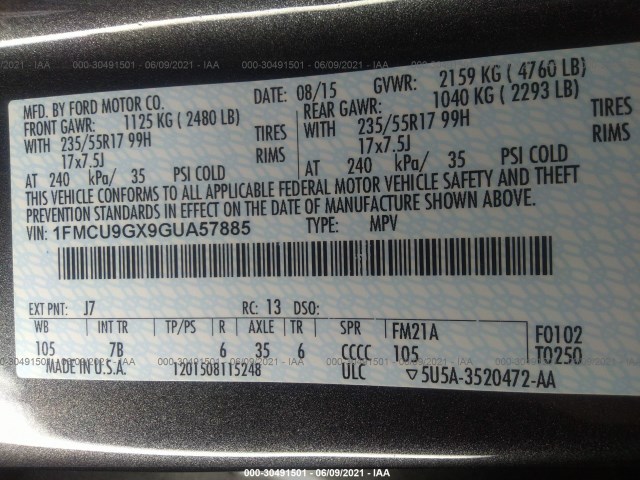 000-30491501 - 06/09/2021 - IAA
MFD. BY FORD MOTOR CO. DATE: 08/15 GVWR: 2159 KG ( 4760 LB)
FRONT GAWR: 1125 KG ( 2480 LB) REAR GAWR: 1040 KG ( 2293 LB)
WITH 235/55R17 99H TIRES WITH 235/55R17 99H TIRES
17x7.5J RIMS 17x7.5J RIMS
AT 240 kPa/ 35 PSI COLD AT 240 kPa/ 35 PSI COLD
THIS VEHICLE CONFORMS TO ALL APPLICABLE FEDERAL MOTOR VEHICLE SAFETY AND THEFT
PREVENTION STANDARDS IN EFFECT ON THE DATE OF MANUFACTURE SHOWN ABOVE.
VIN: 1FMCU9GX9GUA57885 TYPE: MPV
EXT PNT: J7 RC: 13 DSO:
WB INT TR TP/PS R AXLE TR SPR FM21A F0102
105 7B 6 35 6 CCCC 105 T0250
MADE IN U.S.A. 1201508115248 ULC ▽5U5A-3520472-AA
000-30491501 - 06/09/2021 - IAA